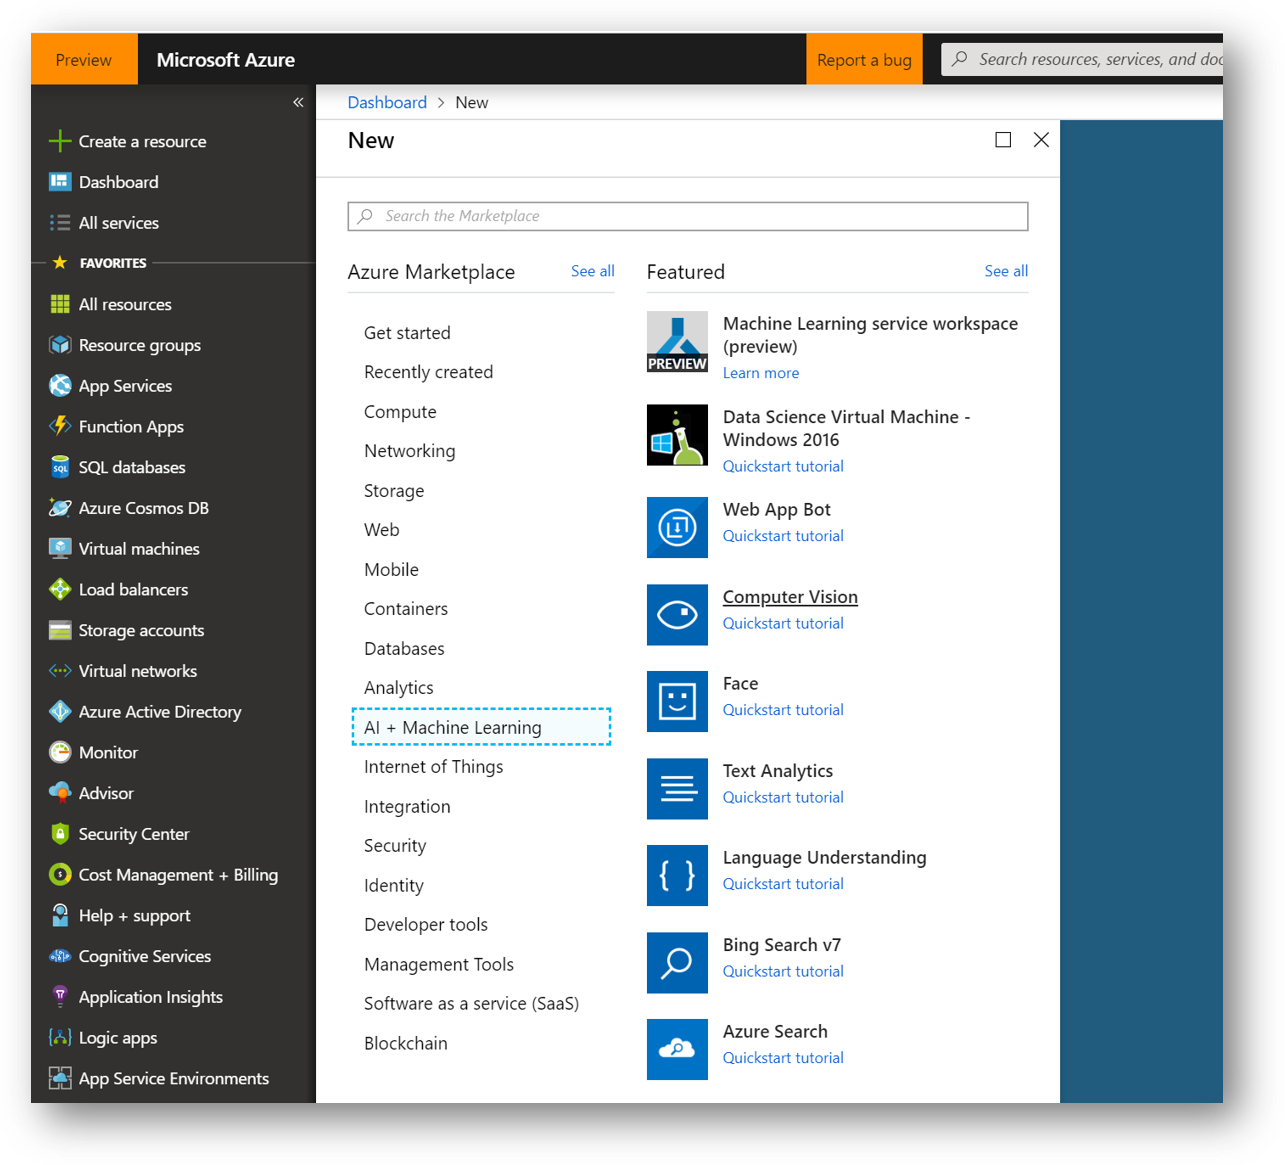 Preview
Microsoft Azure
Report a bug
Search resources, services, and doc
«
Dashboard > New
Create a resource
Dashboard
All services
FAVORITES
All resources
Resource groups
App Services
Function Apps
SQL databases
Azure Cosmos DB
Virtual machines
Load balancers
Storage accounts
Virtual networks
Azure Active Directory
Monitor
Advisor
Security Center
Cost Management + Billing
Help + support
Cognitive Services
Application Insights
Logic apps
App Service Environments
New
Search the Marketplace
Azure Marketplace
See all
Get started
Recently created
Compute
Networking
Storage
Web
Mobile
Containers
Databases
Analytics
AI + Machine Learning
Internet of Things
Integration
Security
Identity
Developer tools
Management Tools
Software as a service (SaaS)
Blockchain
Featured
See all
PREVIEW
Machine Learning service workspace
(preview)
Learn more
Data Science Virtual Machine -
Windows 2016
Quickstart tutorial
Web App Bot
Quickstart tutorial
Computer Vision
Quickstart tutorial
Face
Quickstart tutorial
Text Analytics
Quickstart tutorial
Language Understanding
Quickstart tutorial
Bing Search v7
Quickstart tutorial
Azure Search
Quickstart tutorial